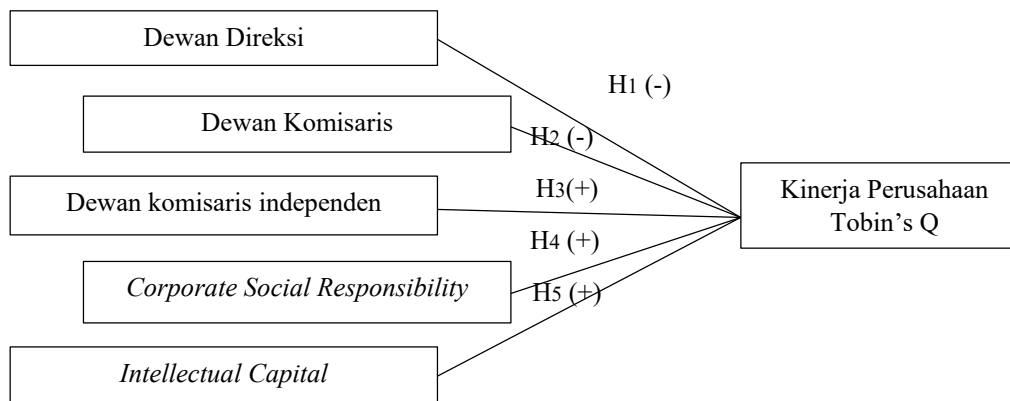 Dewan Direksi
H1 (-)
Dewan Komisaris
H2 (-)
Dewan komisaris independen
H3(+)
Kinerja Perusahaan
Tobin’s Q
H4 (+)
Corporate Social Responsibility
H5 (+)
Intellectual Capital